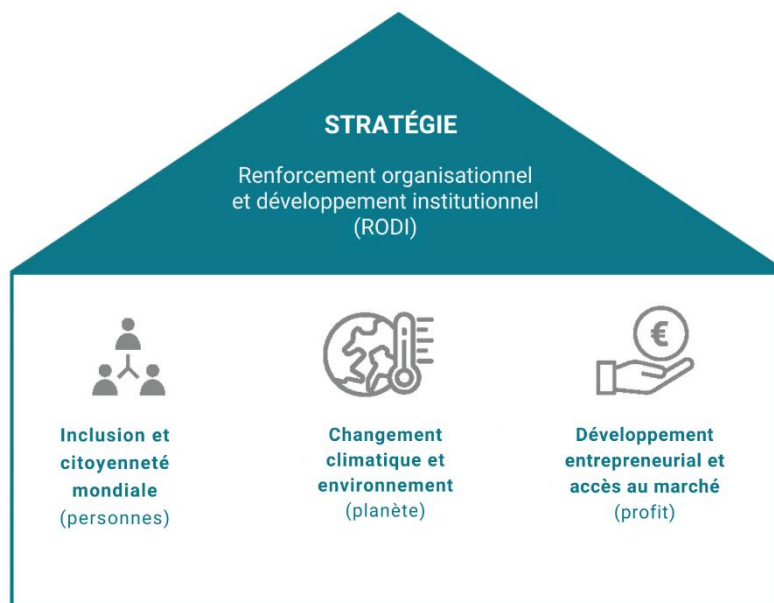 STRATÉGIE
Renforcement organisationnel
et développement institutionnel
(RODI)
€
Inclusion et
citoyenneté
mondiale
(personnes)
Changement
climatique et
environnement
(planète)
Développement
entrepreneurial et
accès au marché
(profit)